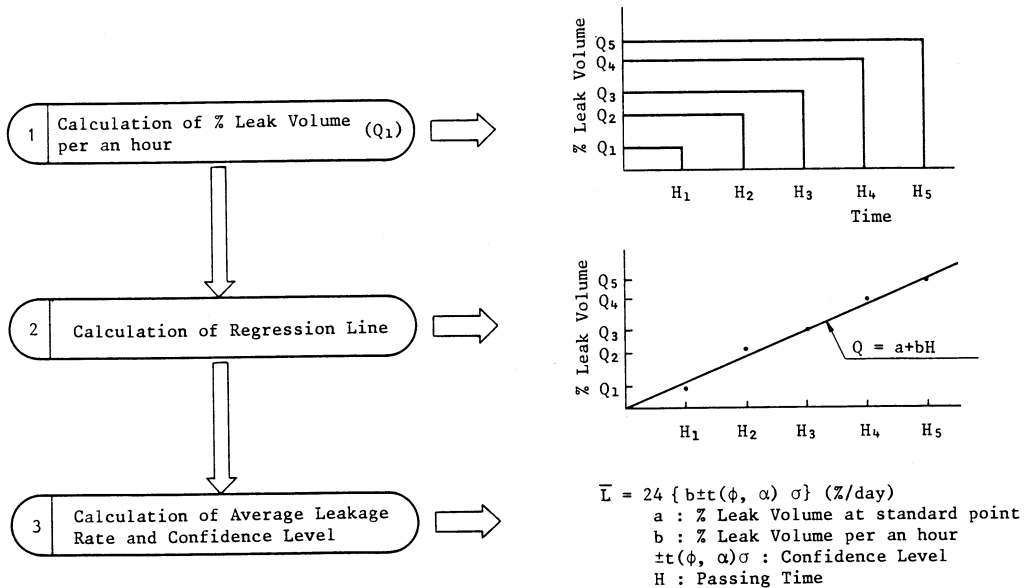 1 Calculation of % Leak Volume (Q₁)
per an hour
% Leak Volume
Q₅
Q₄
Q₃
Q₂
Q₁
H₁ H₂ H₃ H₄ H₅
Time
2 Calculation of Regression Line
% Leak Volume
Q₅
Q₄
Q₃
Q₂
Q₁
Q = a+bH
H₁ H₂ H₃ H₄ H₅
3 Calculation of Average Leakage
Rate and Confidence Level
L̅ = 24 { b±t(φ, α) σ} (%/day)
a : % Leak Volume at standard point
b : % Leak Volume per an hour
±t(φ, α)σ : Confidence Level
H : Passing Time